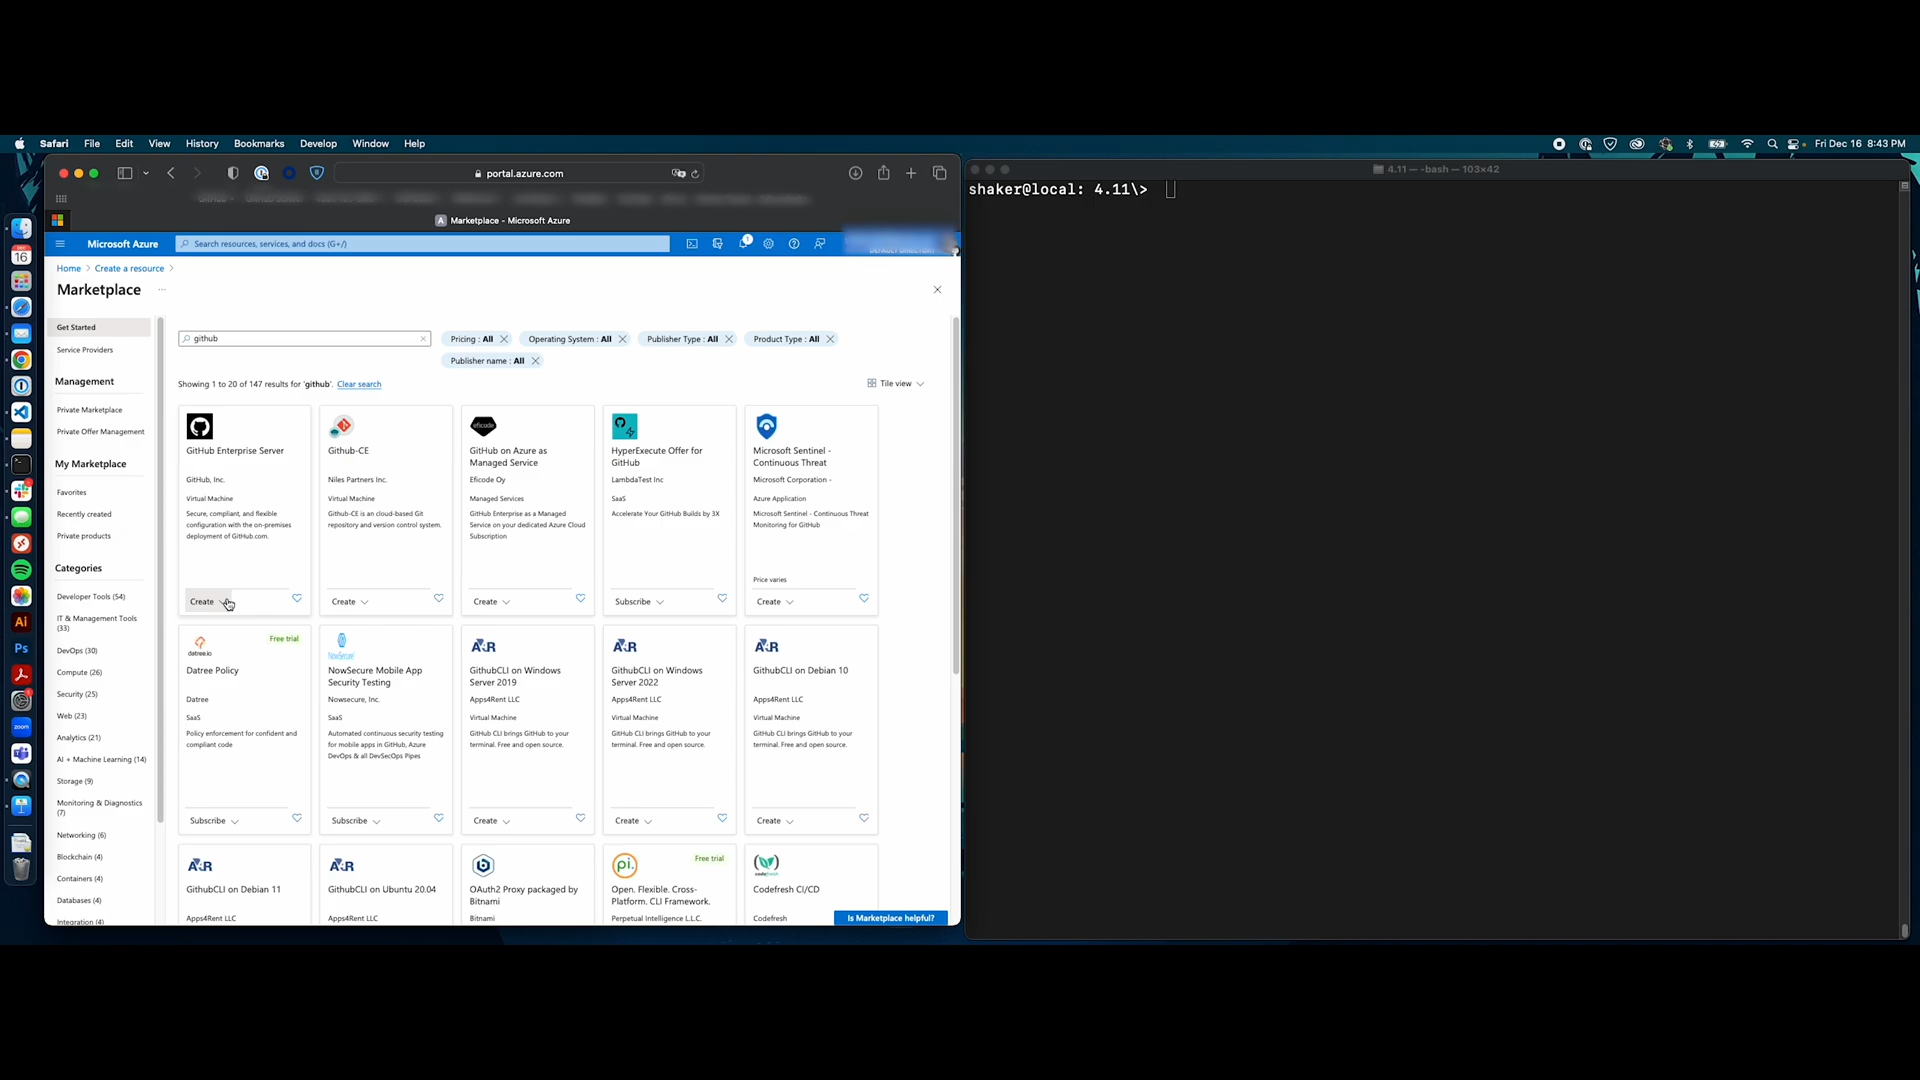 Safari File Edit View History Bookmarks Develop Window Help
Fri Dec 16 8:43 PM
portal.azure.com
Marketplace - Microsoft Azure
Microsoft Azure
Search resources, services, and docs (G+/)
1
Home > Create a resource >
Marketplace ...
Get Started
Service Providers
Management
Private Marketplace
Private Offer Management
My Marketplace
Favorites
Recently created
Private products
Categories
Developer Tools (54)
IT & Management Tools
(33)
DevOps (30)
Compute (26)
Security (25)
Web (23)
Analytics (21)
AI + Machine Learning (14)
Storage (9)
Monitoring & Diagnostics
(7)
Networking (6)
Blockchain (4)
Containers (4)
Databases (4)
Integration (4)
github
Pricing : All
Operating System : All
Publisher Type : All
Product Type : All
Publisher name : All
Showing 1 to 20 of 147 results for 'github'. Clear search
Tile view
GitHub Enterprise Server
GitHub, Inc.
Virtual Machine
Secure, compliant, and flexible
configuration with the on-premises
deployment of GitHub.com.
Create
Github-CE
Niles Partners Inc.
Virtual Machine
Github-CE is an cloud-based Git
repository and version control system.
Create
eficode
GitHub on Azure as
Managed Service
Eficode Oy
Managed Services
GitHub Enterprise as a Managed
Service on your dedicated Azure Cloud
Subscription
Create
HyperExecute Offer for
GitHub
LambdaTest Inc
SaaS
Accelerate Your GitHub Builds by 3X
Subscribe
Microsoft Sentinel -
Continuous Threat
Microsoft Corporation -
Azure Application
Microsoft Sentinel - Continuous Threat
Monitoring for GitHub
Price varies
Create
Free trial
datree.io
Datree Policy
Datree
SaaS
Policy enforcement for confident and
compliant code
Subscribe
NowSecure
NowSecure Mobile App
Security Testing
Nowsecure, Inc.
SaaS
Automated continuous security testing
for mobile apps in GitHub, Azure
DevOps & all DevSecOps Pipes
Subscribe
A4R
GithubCLI on Windows
Server 2019
Apps4Rent LLC
Virtual Machine
GitHub CLI brings GitHub to your
terminal. Free and open source.
Create
A4R
GithubCLI on Windows
Server 2022
Apps4Rent LLC
Virtual Machine
GitHub CLI brings GitHub to your
terminal. Free and open source.
Create
A4R
GithubCLI on Debian 10
Apps4Rent LLC
Virtual Machine
GitHub CLI brings GitHub to your
terminal. Free and open source.
Create
A4R
GithubCLI on Debian 11
Apps4Rent LLC
A4R
GithubCLI on Ubuntu 20.04
Apps4Rent LLC
OAuth2 Proxy packaged by
Bitnami
Bitnami
Free trial
pi.
Open. Flexible. Cross-
Platform. CLI Framework.
Perpetual Intelligence L.L.C.
codefresh
Codefresh CI/CD
Codefresh
Is Marketplace helpful?
DEC
16
Ai
Ps
zoom
4.11 — -bash — 103×42
shaker@local: 4.11\>